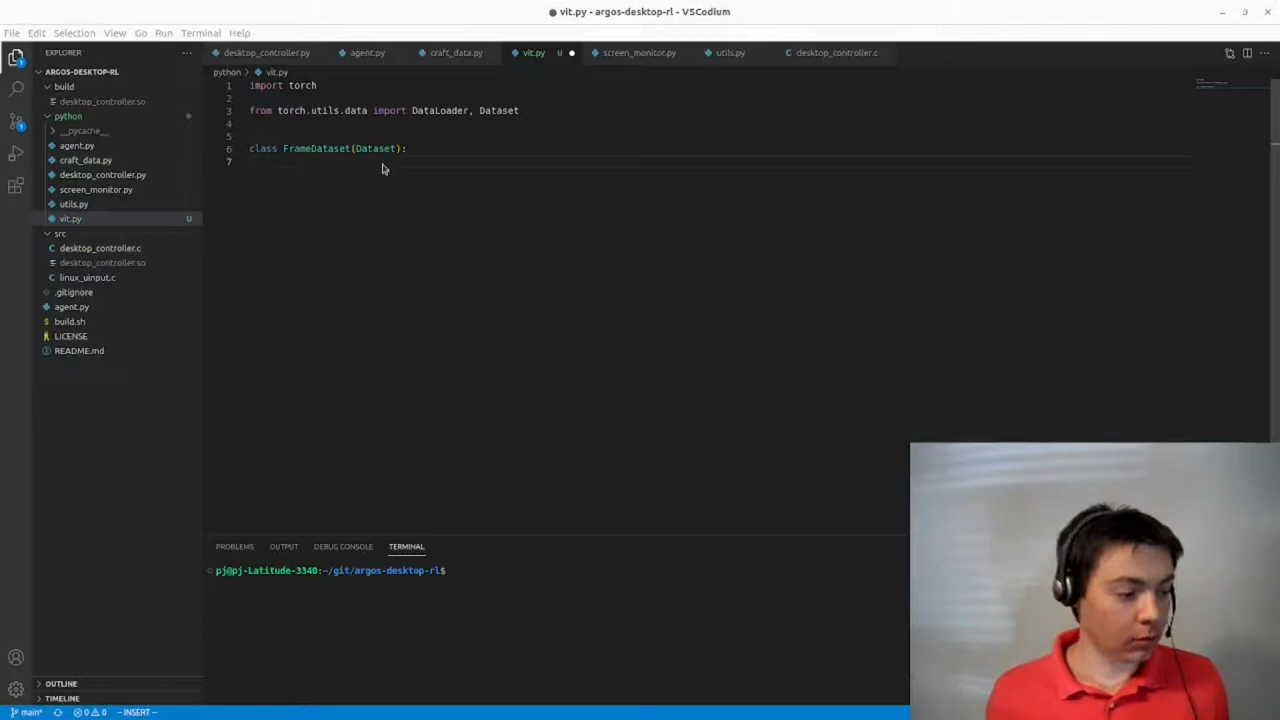 ● vit.py - argos-desktop-rl - VSCodium
File Edit Selection View Go Run Terminal Help
EXPLORER
ARGOS-DESKTOP-RL
build
desktop_controller.so
python
__pycache__
agent.py
craft_data.py
desktop_controller.py
screen_monitor.py
utils.py
vit.py U
src
desktop_controller.c
desktop_controller.so
linux_uinput.c
.gitignore
agent.py
build.sh
LICENSE
README.md
OUTLINE
TIMELINE
desktop_controller.py agent.py craft_data.py vit.py U screen_monitor.py utils.py desktop_controller.c
python > vit.py
1 import torch
2
3 from torch.utils.data import DataLoader, Dataset
4
5
6 class FrameDataset(Dataset):
7
PROBLEMS OUTPUT DEBUG CONSOLE TERMINAL
pj@pj-Latitude-3340:~/git/argos-desktop-rl$
main* 0 0 -- INSERT --